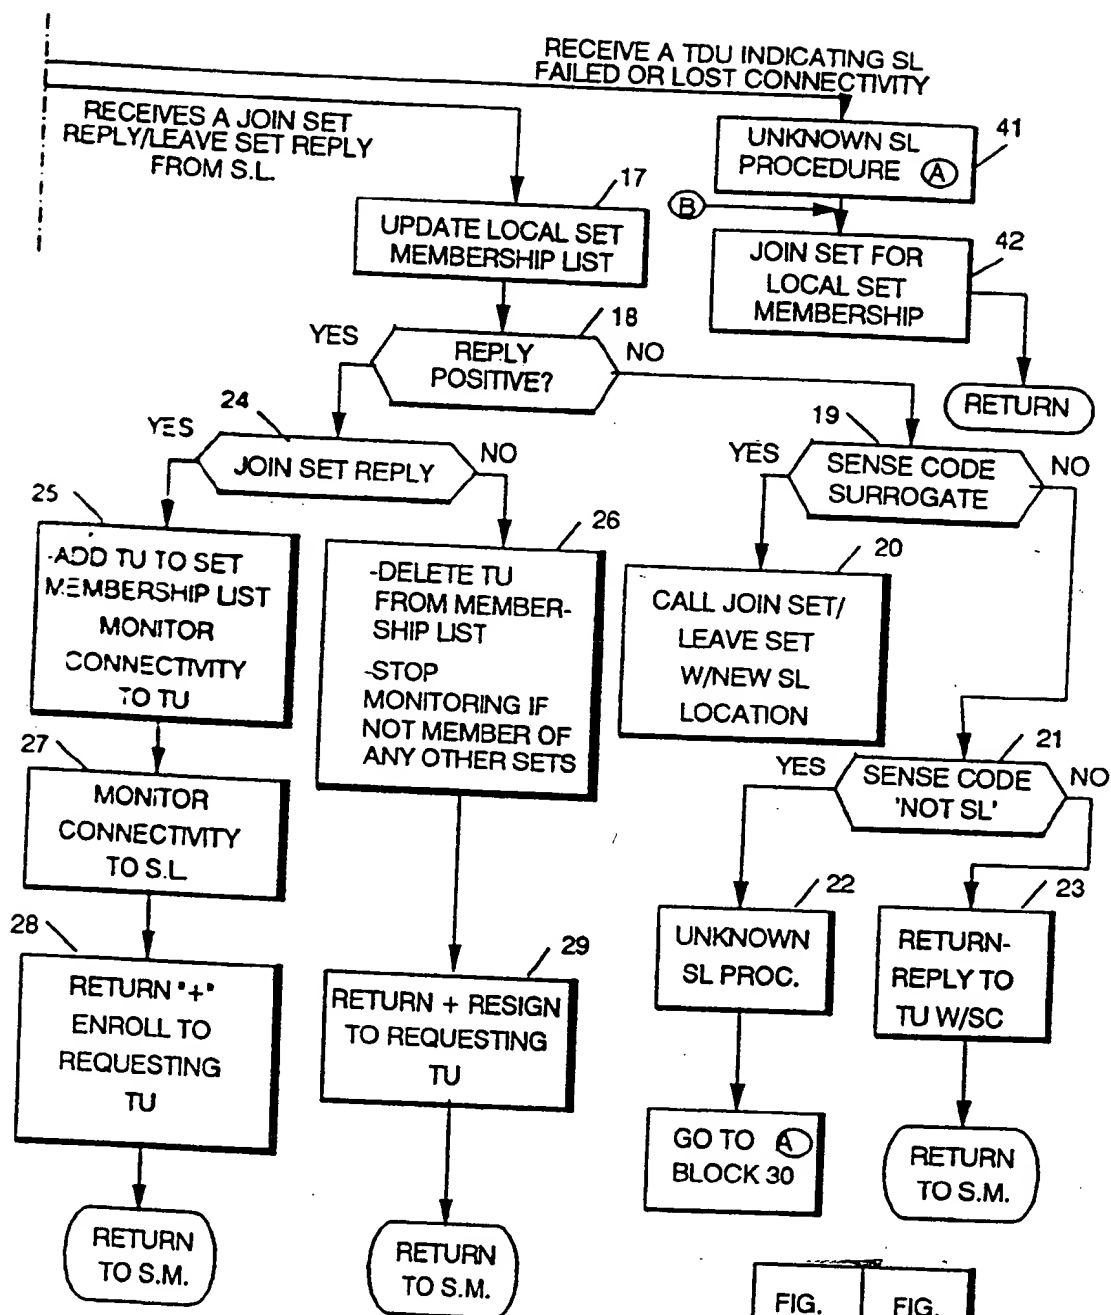 RECEIVE A TDU INDICATING SL
FAILED OR LOST CONNECTIVITY
RECEIVES A JOIN SET
REPLY/LEAVE SET REPLY
FROM S.L.
UNKNOWN SL
PROCEDURE A
41
17
B
UPDATE LOCAL SET
MEMBERSHIP LIST
JOIN SET FOR
LOCAL SET
MEMBERSHIP
42
18
YES
REPLY
POSITIVE?
NO
RETURN
24
YES
JOIN SET REPLY
NO
19
YES
SENSE CODE
SURROGATE
NO
25
-ADD TU TO SET
MEMBERSHIP LIST
MONITOR
CONNECTIVITY
TO TU
26
-DELETE TU
FROM MEMBER-
SHIP LIST
-STOP
MONITORING IF
NOT MEMBER OF
ANY OTHER SETS
20
CALL JOIN SET/
LEAVE SET
W/NEW SL
LOCATION
21
YES
SENSE CODE
'NOT SL'
NO
27
MONITOR
CONNECTIVITY
TO S.L.
22
UNKNOWN
SL PROC.
23
RETURN-
REPLY TO
TU W/SC
28
RETURN "+"
ENROLL TO
REQUESTING
TU
29
RETURN + RESIGN
TO REQUESTING
TU
GO TO A
BLOCK 30
RETURN
TO S.M.
RETURN
TO S.M.
RETURN
TO S.M.
FIG. FIG.